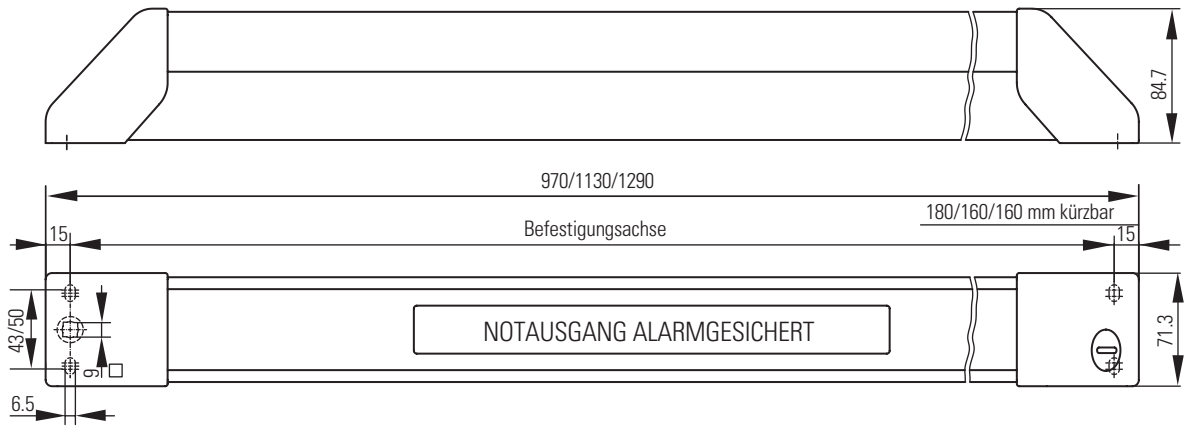 84.7
970/1130/1290
180/160/160 mm kürzbar
15
Befestigungsachse
15
43/50
NOTAUSGANG ALARMGESICHERT
71.3
9
6.5